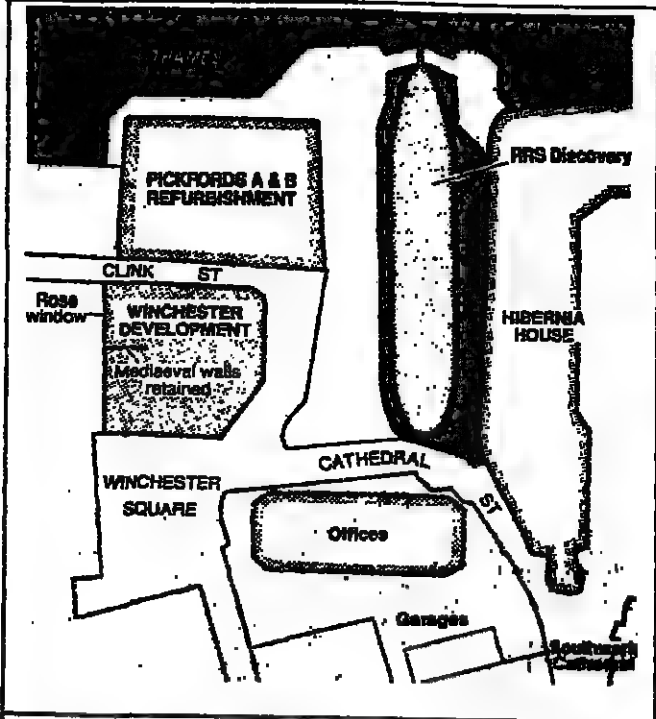 THAMES
PICKFORDS A & B
REFURBISHMENT
RRS Discovery
CLINK ST
Rose
window
WINCHESTER
DEVELOPMENT
Mediaeval walls
retained
HIBERNIA
HOUSE
CATHEDRAL ST
WINCHESTER
SQUARE
Offices
Garages
Southwark
Cathedral